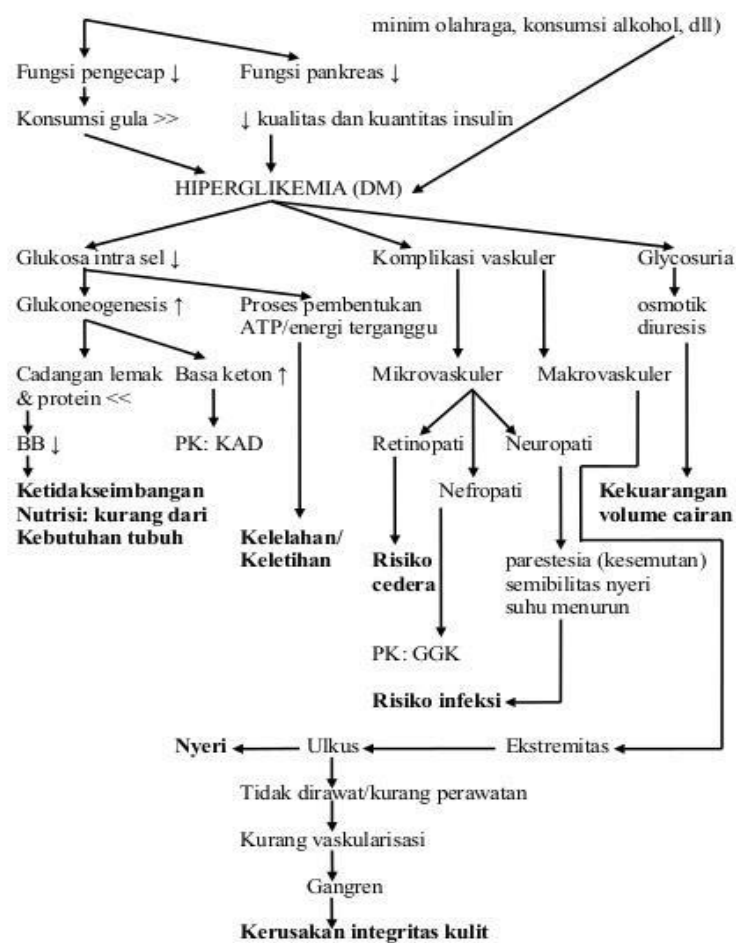 minim olahraga, konsumsi alkohol, dll)
Fungsi pengecap ↓
Fungsi pankreas ↓
Konsumsi gula >>
↓ kualitas dan kuantitas insulin
HIPERGLIKEMIA (DM)
Glukosa intra sel ↓
Komplikasi vaskuler
Glycosuria
Glukoneogenesis ↑
Proses pembentukan
ATP/energi terganggu
osmotik
diuresis
Cadangan lemak
& protein <<
Basa keton ↑
Mikrovaskuler
Makrovaskuler
BB ↓
PK: KAD
Retinopati
Neuropati
Nefropati
Ketidakseimbangan
Nutrisi: kurang dari
Kebutuhan tubuh
Kelelahan/
Keletihan
Risiko
cedera
Kekuarangan
volume cairan
parestesia (kesemutan)
semibilitas nyeri
suhu menurun
PK: GGK
Risiko infeksi
Nyeri
Ulkus
Ekstremitas
Tidak dirawat/kurang perawatan
Kurang vaskularisasi
Gangren
Kerusakan integritas kulit